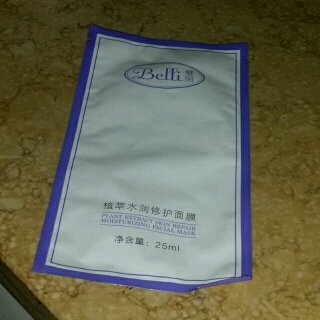 Belli
植萃水润修护面膜
PLANT EXTRACT SKIN REPAIR
MOISTURIZING FACIAL MASK
净含量：25ml